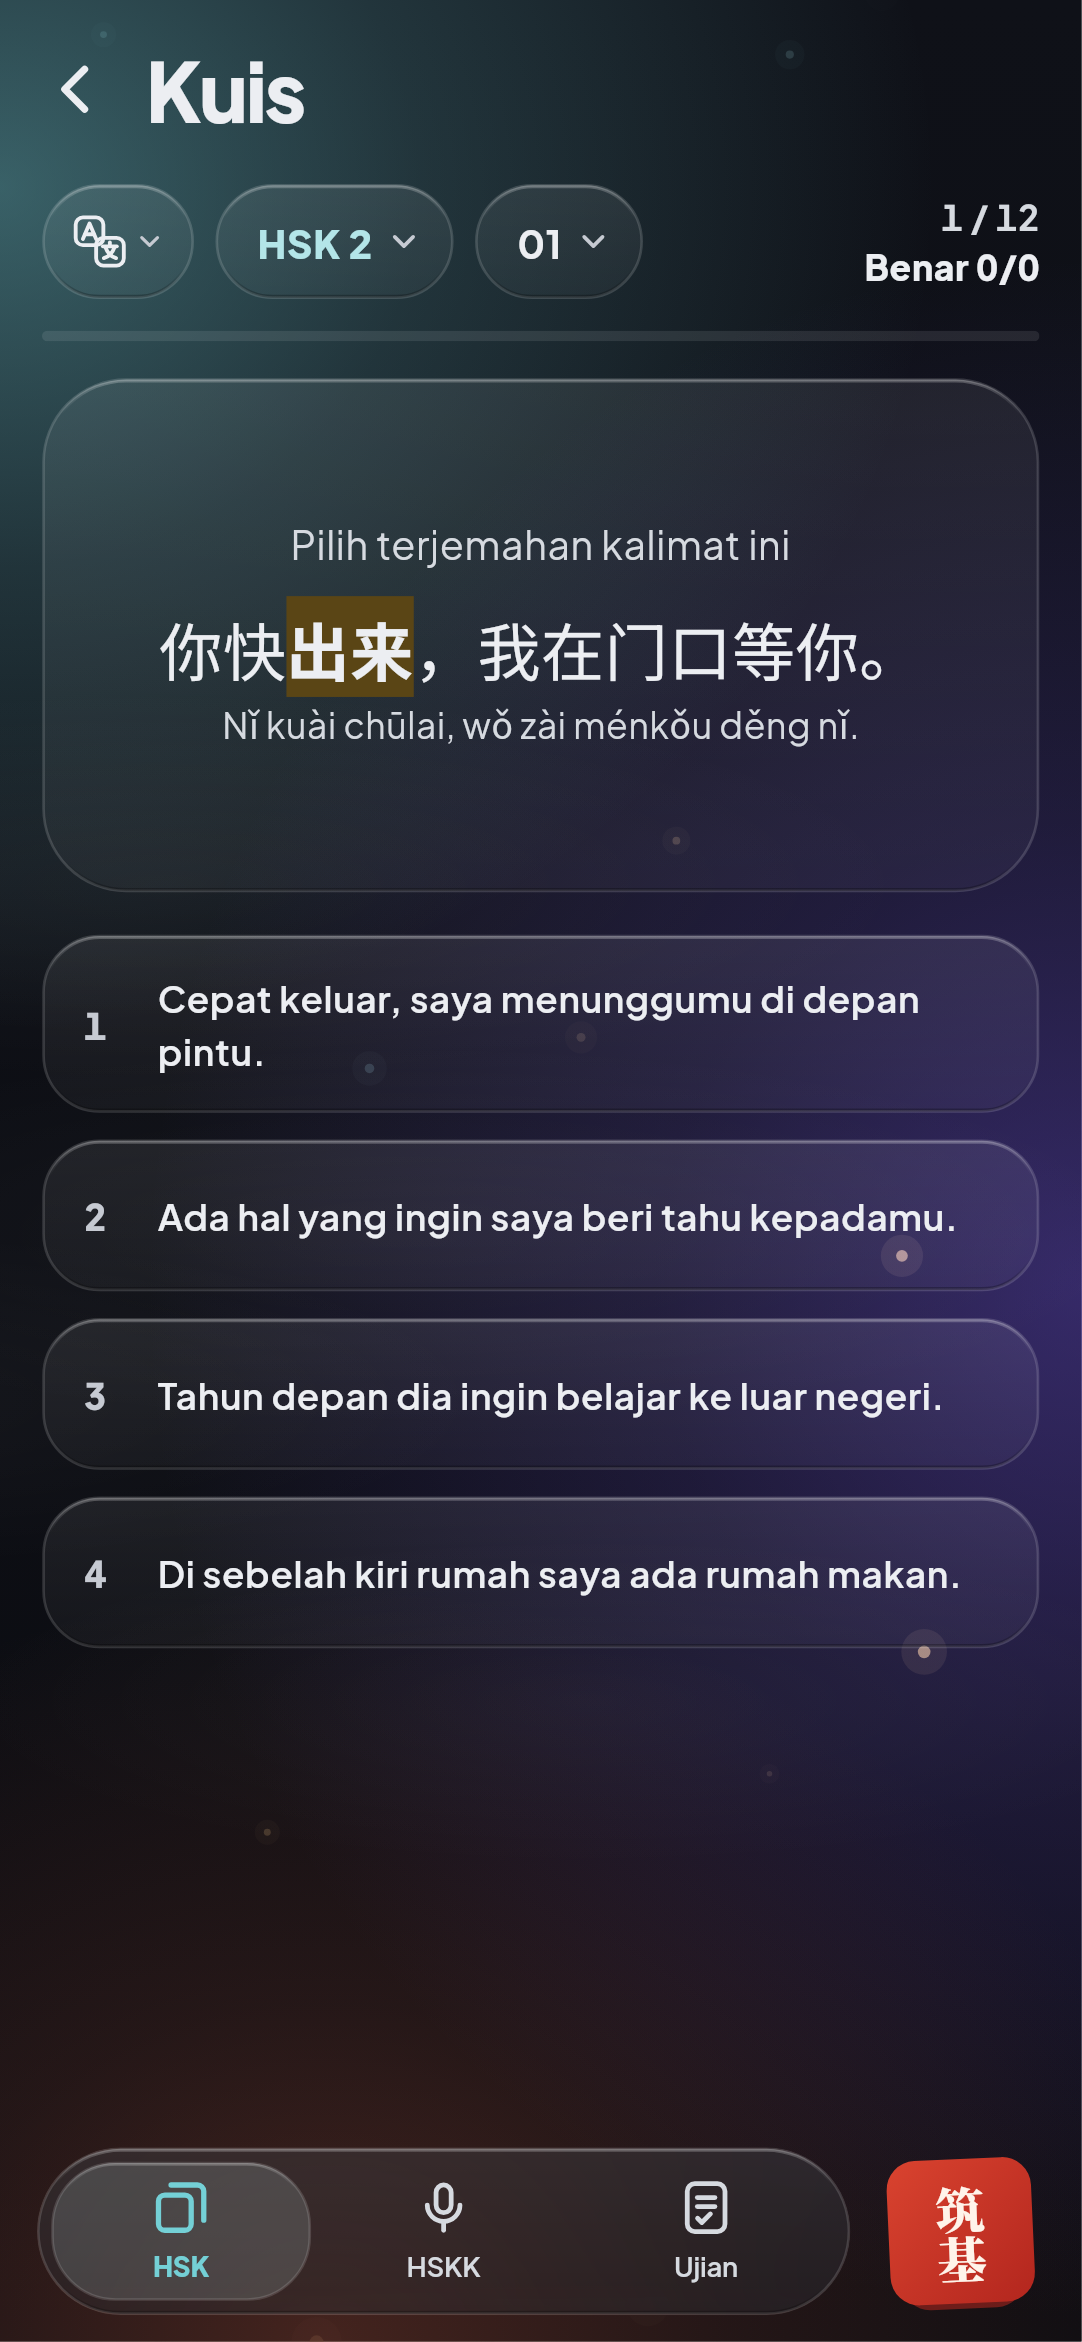 Kuis
HSK 2
01
1 / 12
Benar 0/0
Pilih terjemahan kalimat ini
你快出来，我在门口等你。
Nǐ kuài chūlai, wǒ zài ménkǒu děng nǐ.
1
Cepat keluar, saya menunggumu di depan
pintu.
2
Ada hal yang ingin saya beri tahu kepadamu.
3
Tahun depan dia ingin belajar ke luar negeri.
4
Di sebelah kiri rumah saya ada rumah makan.
HSK
HSKK
Ujian
筑
基